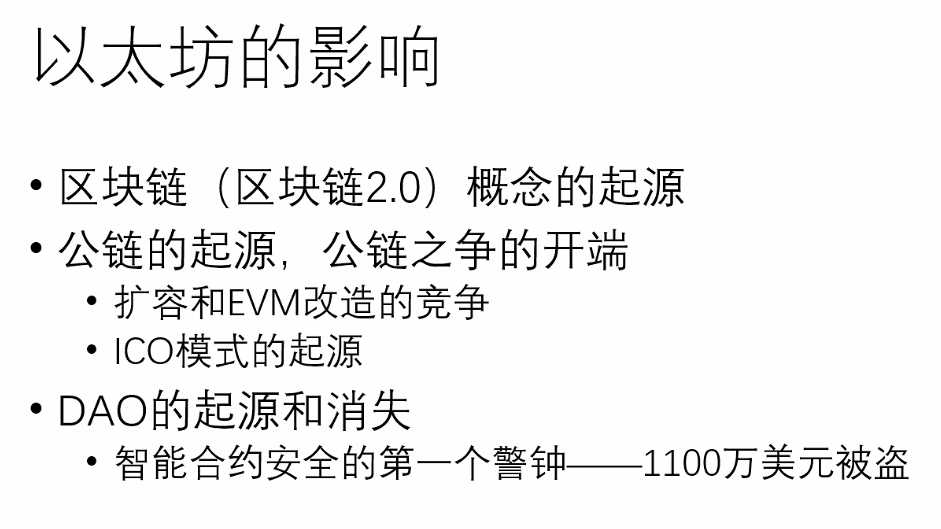 以太坊的影响
• 区块链（区块链2.0）概念的起源
• 公链的起源，公链之争的开端
• 扩容和EVM改造的竞争
• ICO模式的起源
• DAO的起源和消失
• 智能合约安全的第一个警钟——1100万美元被盗